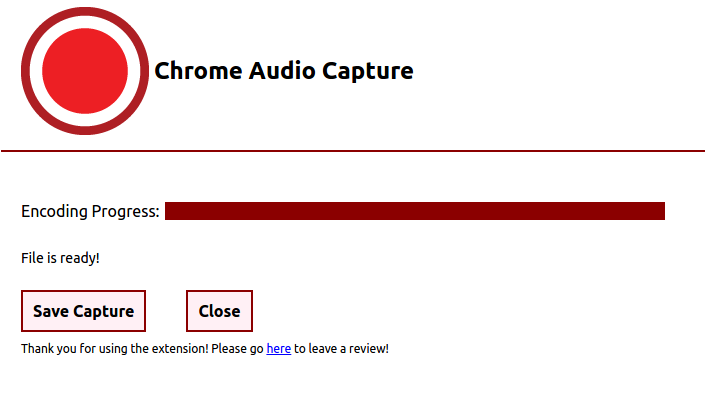 Chrome Audio Capture
Encoding Progress:
File is ready!
Save Capture Close
Thank you for using the extension! Please go here to leave a review!